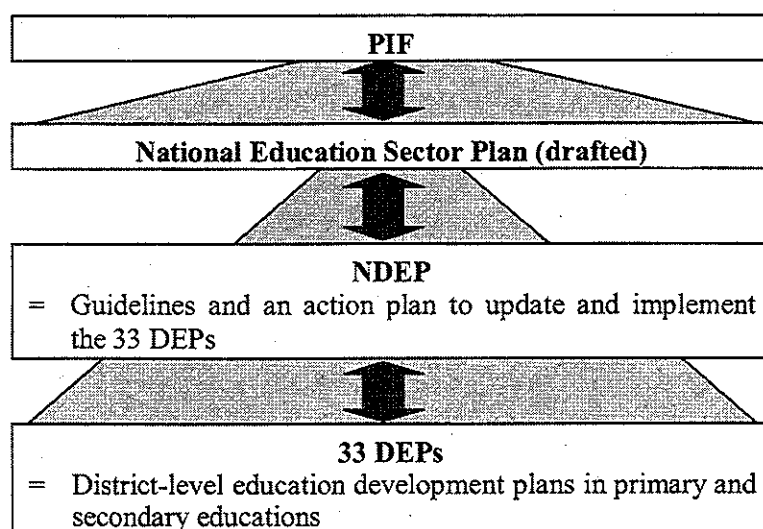 PIF
National Education Sector Plan (drafted)
NDEP
= Guidelines and an action plan to update and implement
the 33 DEPs
33 DEPs
= District-level education development plans in primary and
secondary educations